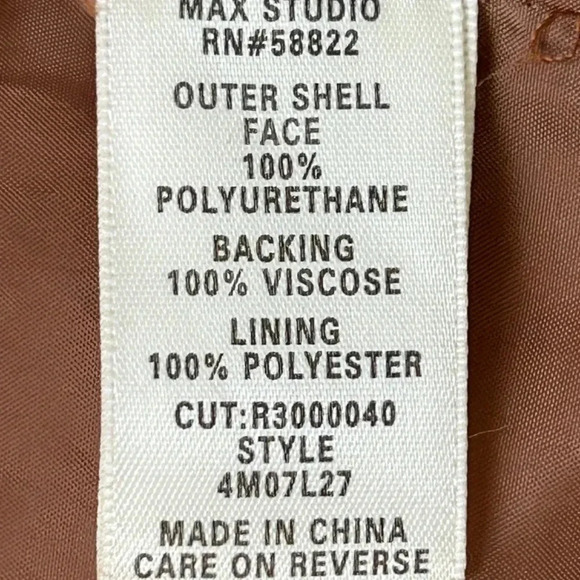 MAX STUDIO
RN#58822
OUTER SHELL
FACE
100%
POLYURETHANE
BACKING
100% VISCOSE
LINING
100% POLYESTER
CUT:R3000040
STYLE
4M07L27
MADE IN CHINA
CARE ON REVERSE